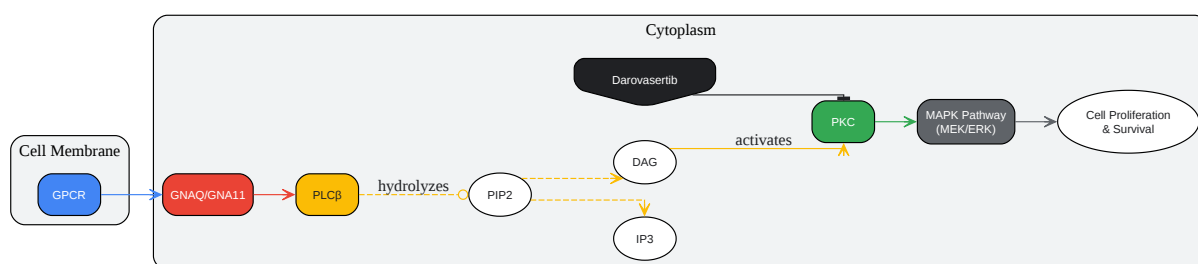 Cytoplasm
Darovasertib
PKC
MAPK Pathway
(MEK/ERK)
Cell Proliferation
& Survival
activates
Cell Membrane
DAG
GPCR
GNAQ/GNA11
PLCβ
hydrolyzes
PIP2
IP3